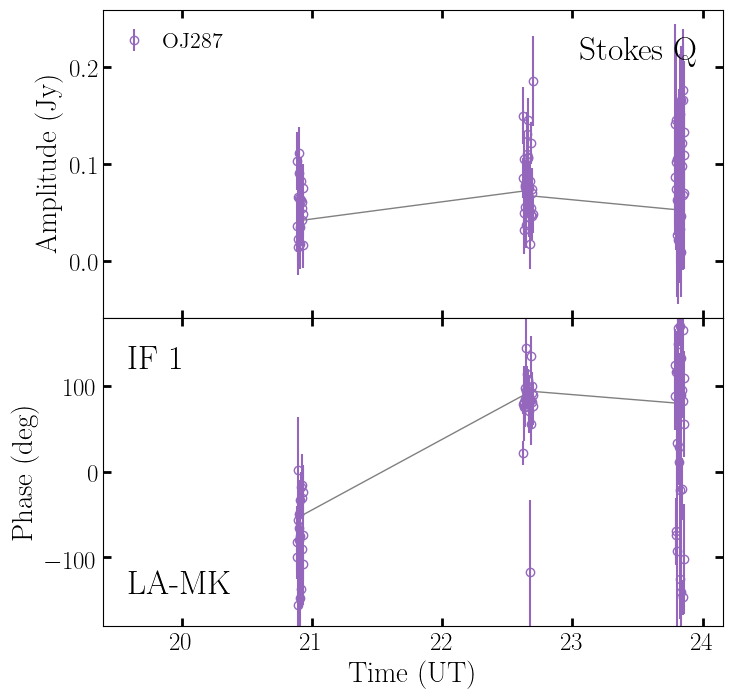 OJ287
Stokes Q
Amplitude (Jy)
0.2
0.1
0.0
IF 1
LA-MK
Phase (deg)
100
0
−100
20 21 22 23 24
Time (UT)